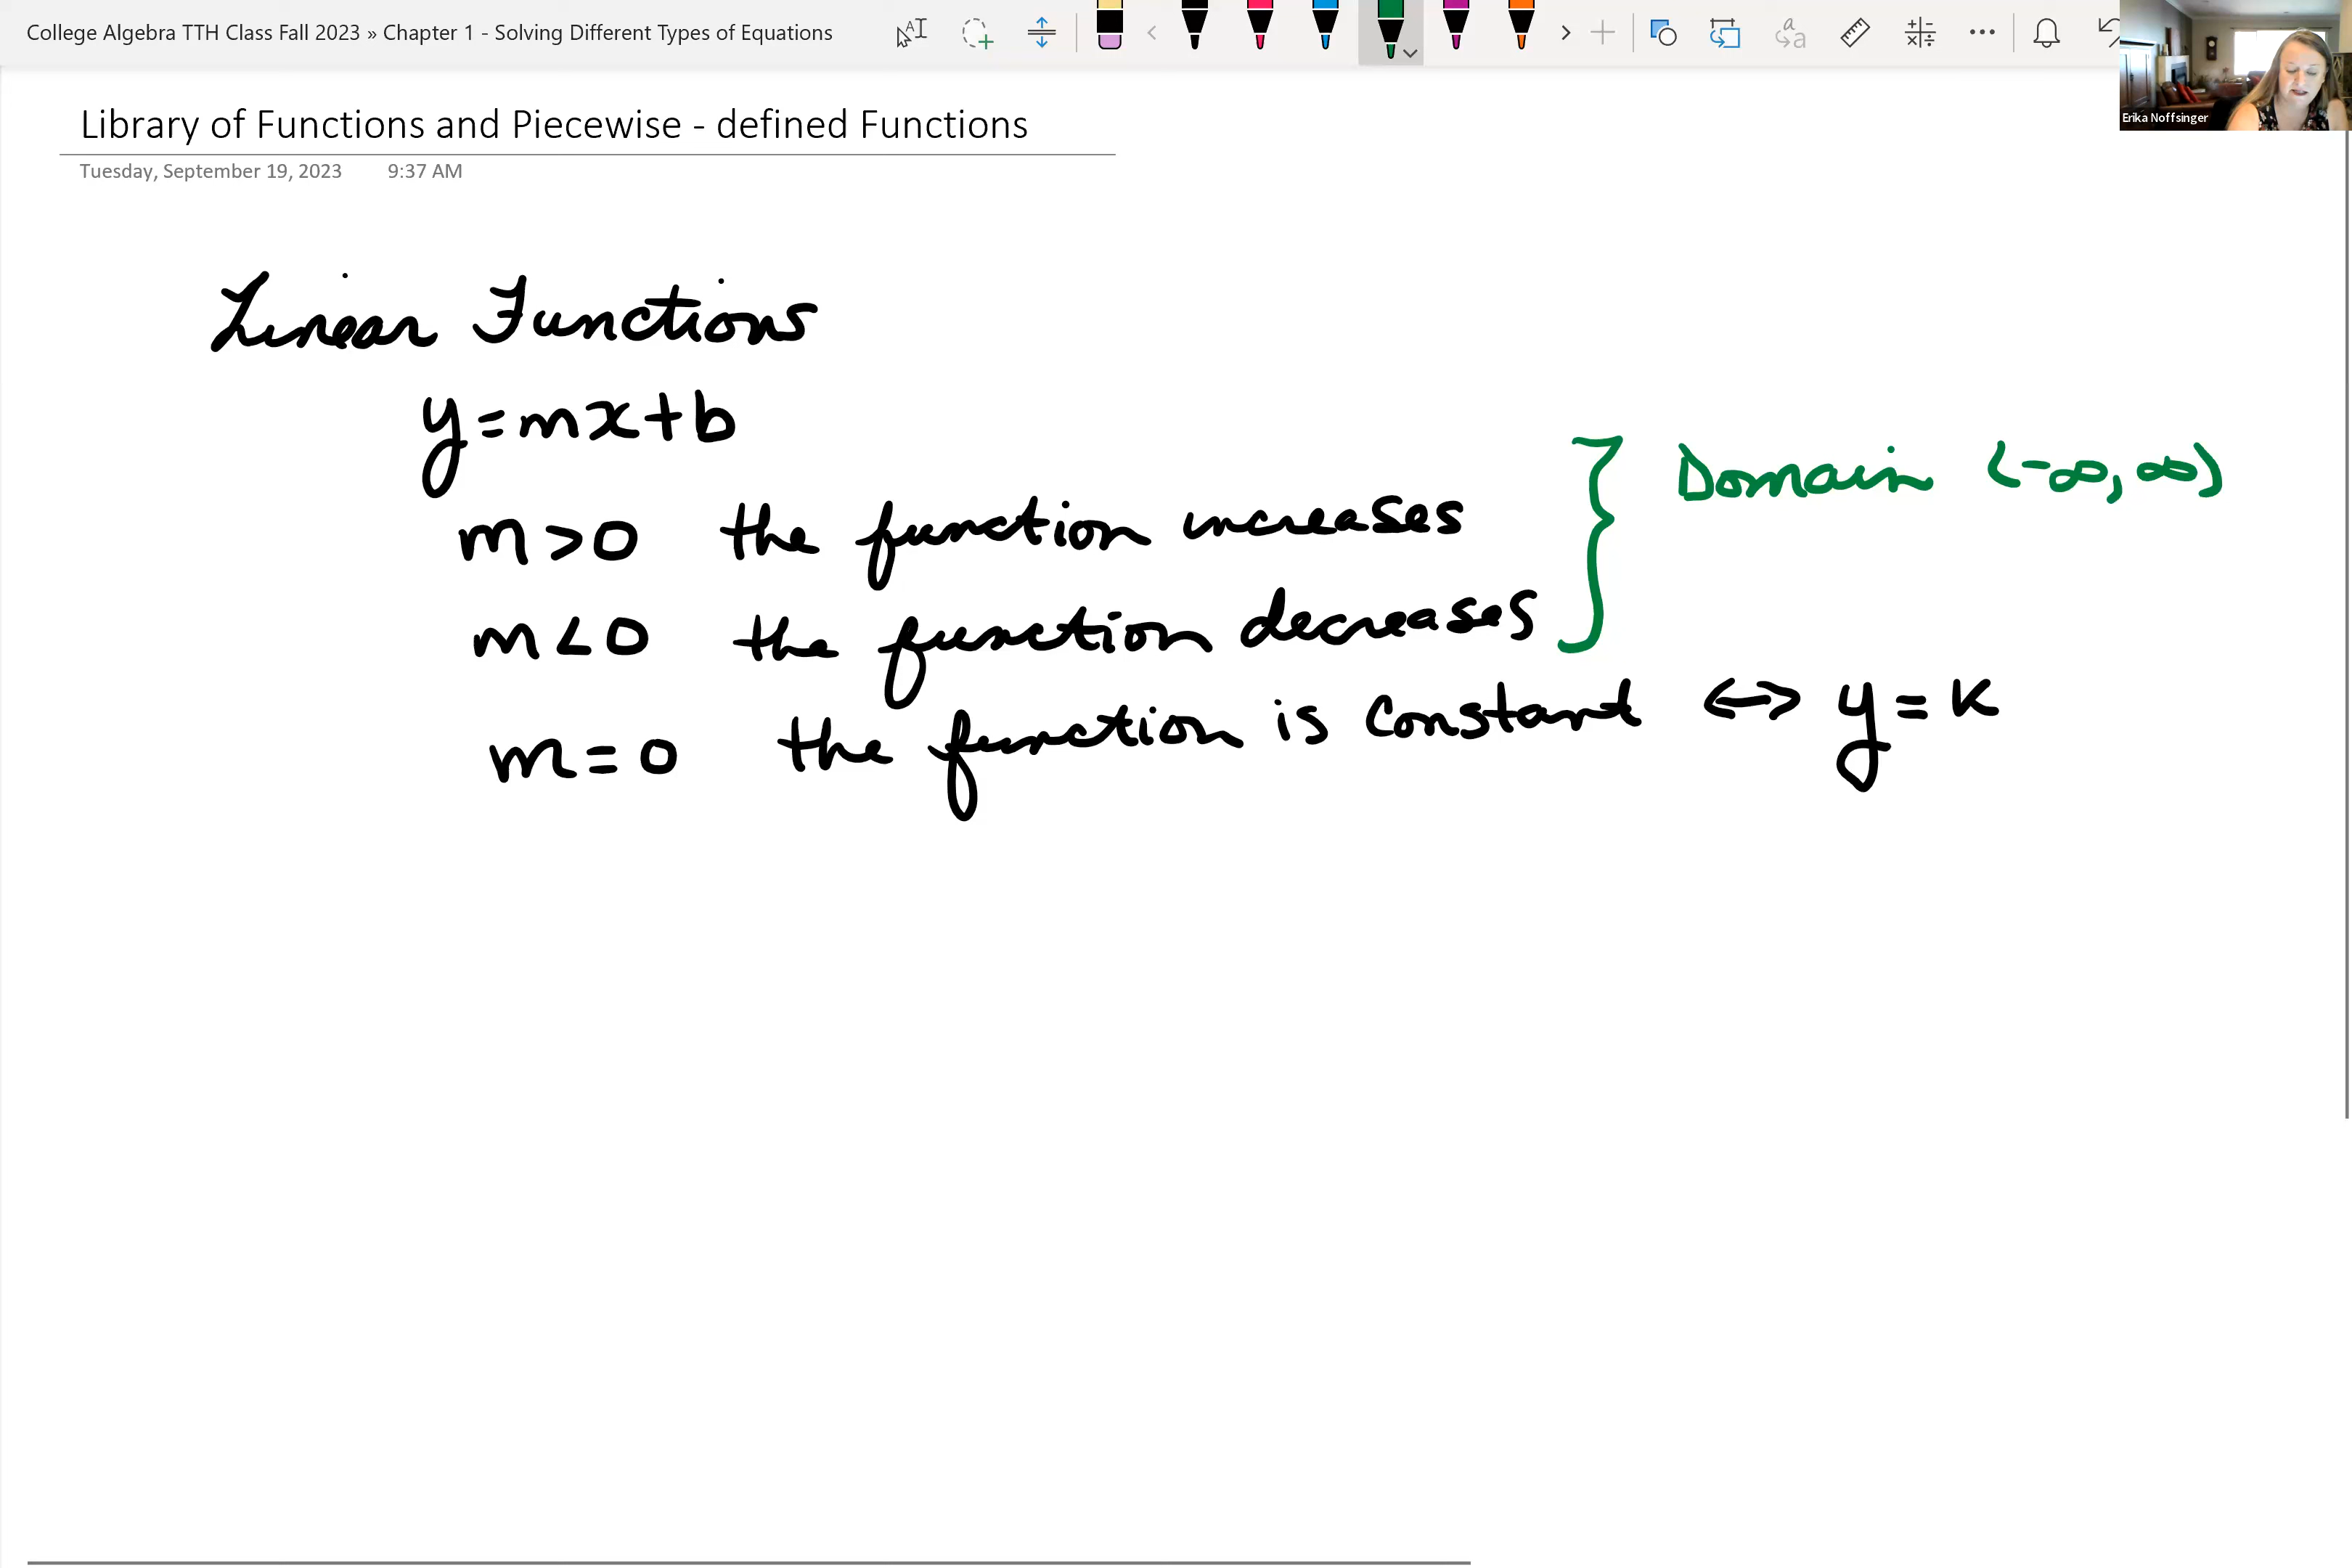 College Algebra TTH Class Fall 2023 » Chapter 1 - Solving Different Types of Equations
Erika Noffsinger
Library of Functions and Piecewise - defined Functions
Tuesday, September 19, 2023 9:37 AM
Linear Functions
y=mx+b
Domain (-∞, ∞)
m>0 the function increases
m<0 the function decreases
m=0 the function is constant ↔ y=k